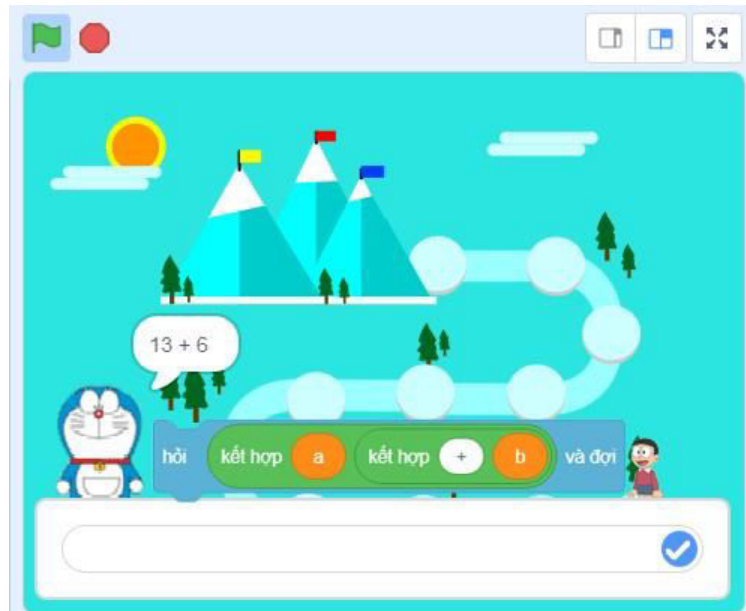 13 + 6
hỏi kết hợp a kết hợp + b và đợi